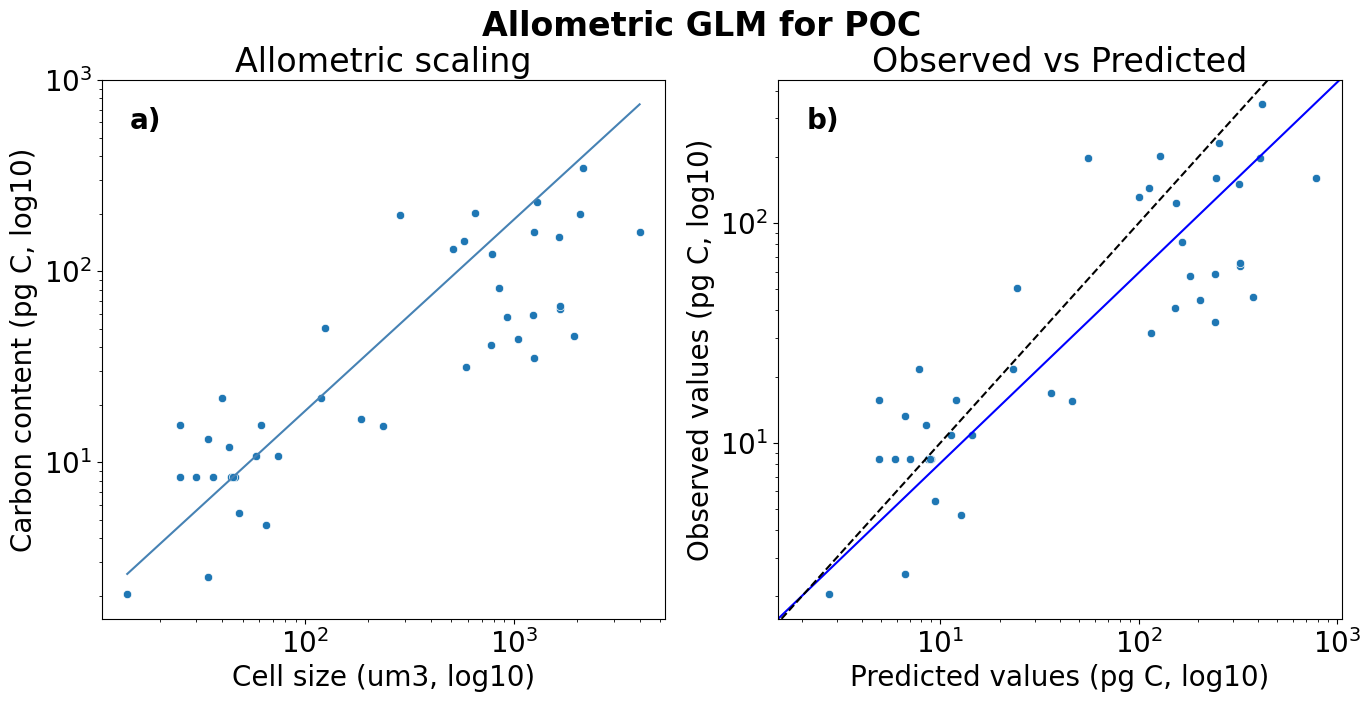 Allometric GLM for POC
Allometric scaling
a)
10³
10²
10¹
Carbon content (pg C, log10)
10² 10³
Cell size (um3, log10)
Observed vs Predicted
b)
10²
10¹
Observed values (pg C, log10)
10¹ 10² 10³
Predicted values (pg C, log10)